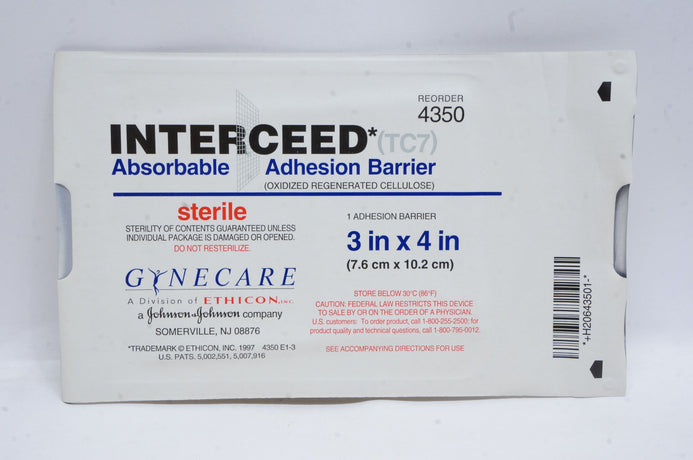 REORDER
4350
INTERCEED* (TC7)
Absorbable Adhesion Barrier
(OXIDIZED REGENERATED CELLULOSE)
sterile
STERILITY OF CONTENTS GUARANTEED UNLESS
INDIVIDUAL PACKAGE IS DAMAGED OR OPENED.
DO NOT RESTERILIZE.
GYNECARE
A Division of ETHICON, INC.
a Johnson & Johnson company
SOMERVILLE, NJ 08876
*TRADEMARK © ETHICON, INC. 1997 4350 E1-3
U.S. PATS. 5,002,551; 5,007,916
1 ADHESION BARRIER
3 in x 4 in
(7.6 cm x 10.2 cm)
STORE BELOW 30°C (86°F)
CAUTION: FEDERAL LAW RESTRICTS THIS DEVICE
TO SALE BY OR ON THE ORDER OF A PHYSICIAN.
U.S. customers: To order product, call 1-800-255-2500; for
product quality and technical questions, call 1-800-795-0012.
SEE ACCOMPANYING DIRECTIONS FOR USE
*+H20643501-*